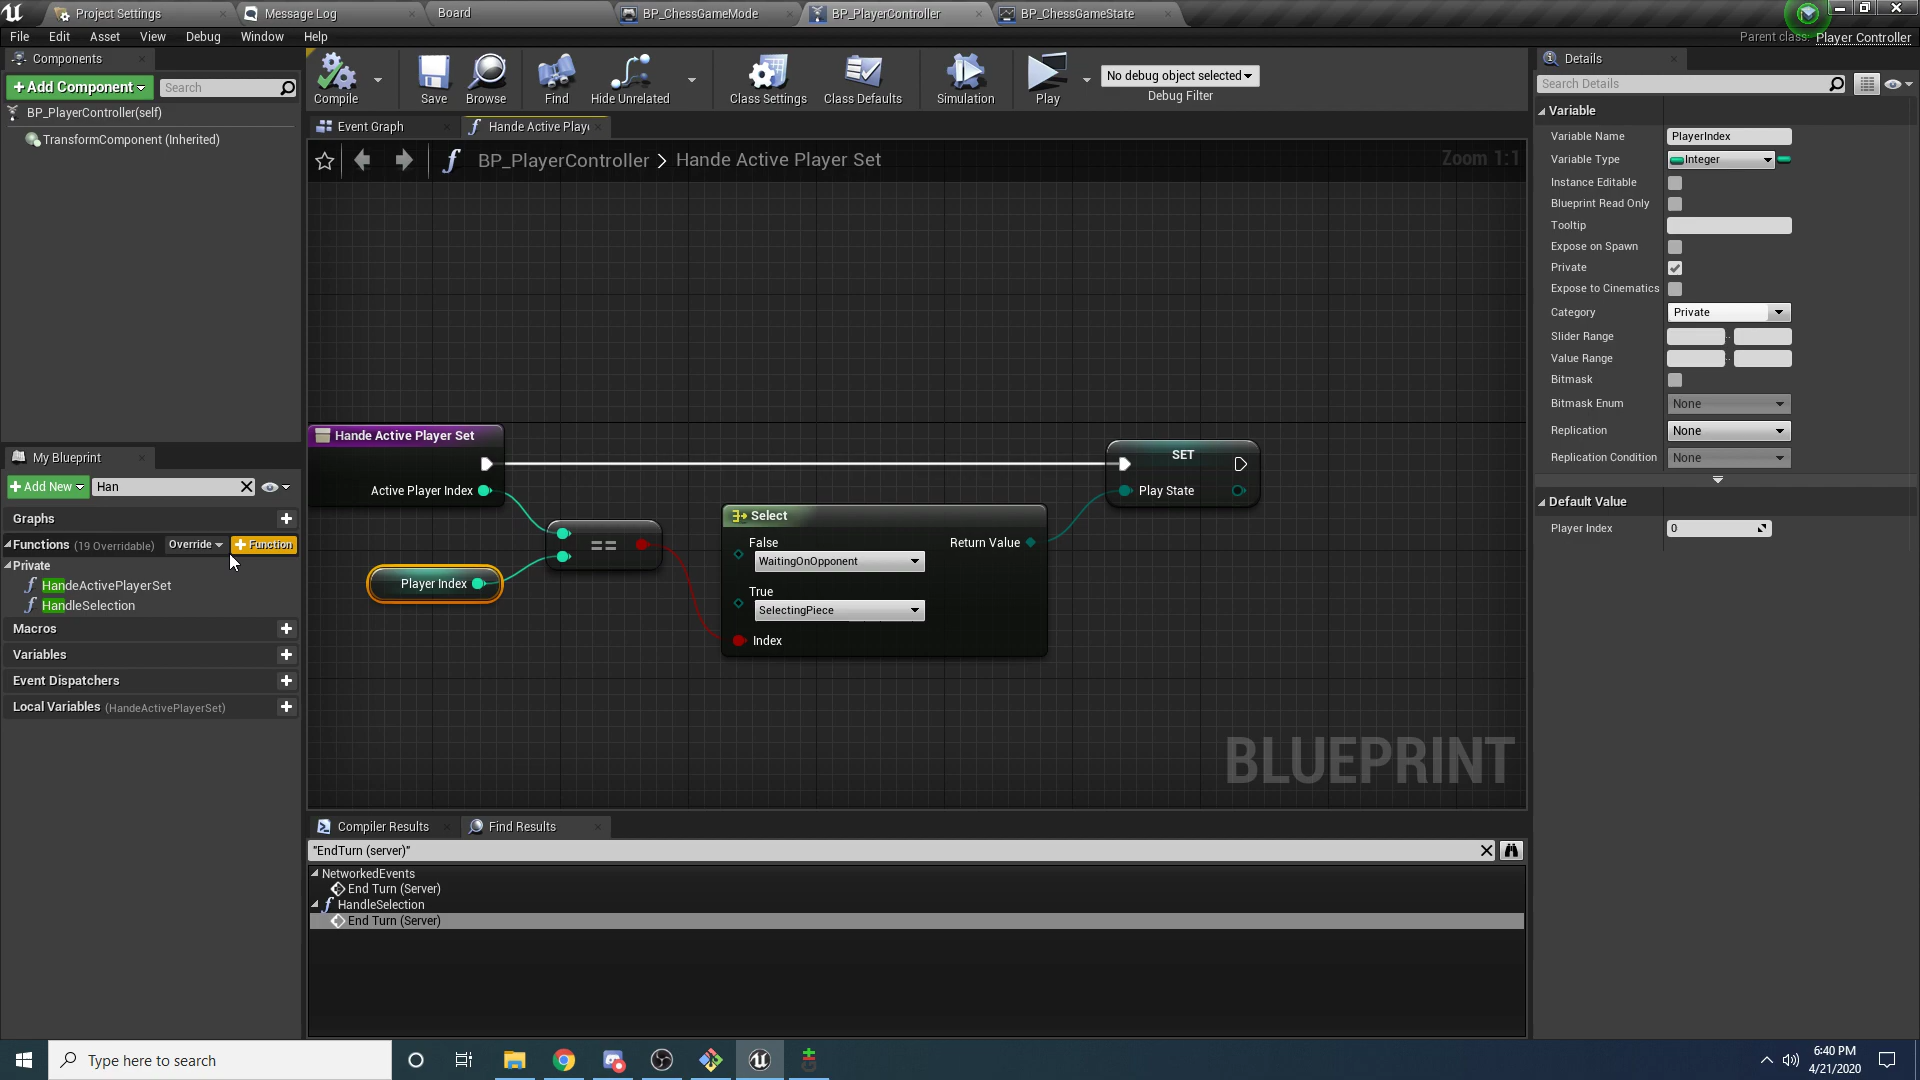 Project Settings
Message Log
Board
BP_ChessGameMode
BP_PlayerController
BP_ChessGameState
File Edit Asset View Debug Window Help
Parent class: Player Controller
Components
+Add Component
Search
BP_PlayerController(self)
TransformComponent (Inherited)
Compile
Save
Browse
Find
Hide Unrelated
Class Settings
Class Defaults
Simulation
Play
No debug object selected
Debug Filter
Event Graph
Hande Active Playe
BP_PlayerController > Hande Active Player Set
Zoom 1:1
Hande Active Player Set
Active Player Index
Player Index
==
Select
False
WaitingOnOpponent
True
SelectingPiece
Index
Return Value
SET
Play State
BLUEPRINT
My Blueprint
+Add New
Han
Graphs
Functions (19 Overridable)
Override
+Function
Private
HandeActivePlayerSet
HandleSelection
Macros
Variables
Event Dispatchers
Local Variables (HandeActivePlayerSet)
Compiler Results
Find Results
"EndTurn (server)"
NetworkedEvents
End Turn (Server)
HandleSelection
End Turn (Server)
Details
Search Details
Variable
Variable Name PlayerIndex
Variable Type Integer
Instance Editable
Blueprint Read Only
Tooltip
Expose on Spawn
Private
Expose to Cinematics
Category Private
Slider Range
Value Range
Bitmask
Bitmask Enum None
Replication None
Replication Condition None
Default Value
Player Index 0
Type here to search
6:40 PM
4/21/2020